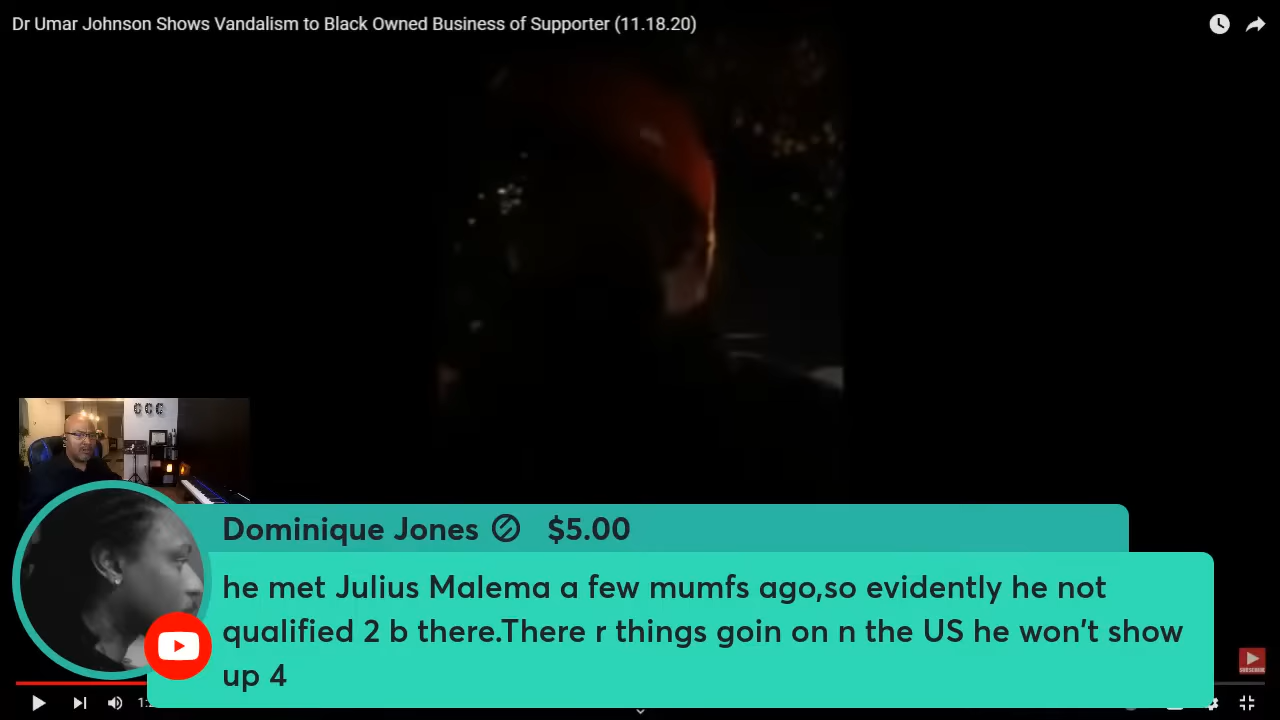 Dr Umar Johnson Shows Vandalism to Black Owned Business of Supporter (11.18.20)
Dominique Jones $5.00
he met Julius Malema a few mumfs ago,so evidently he not
qualified 2 b there.There r things goin on n the US he won't show
up 4
SUBSCRIBE